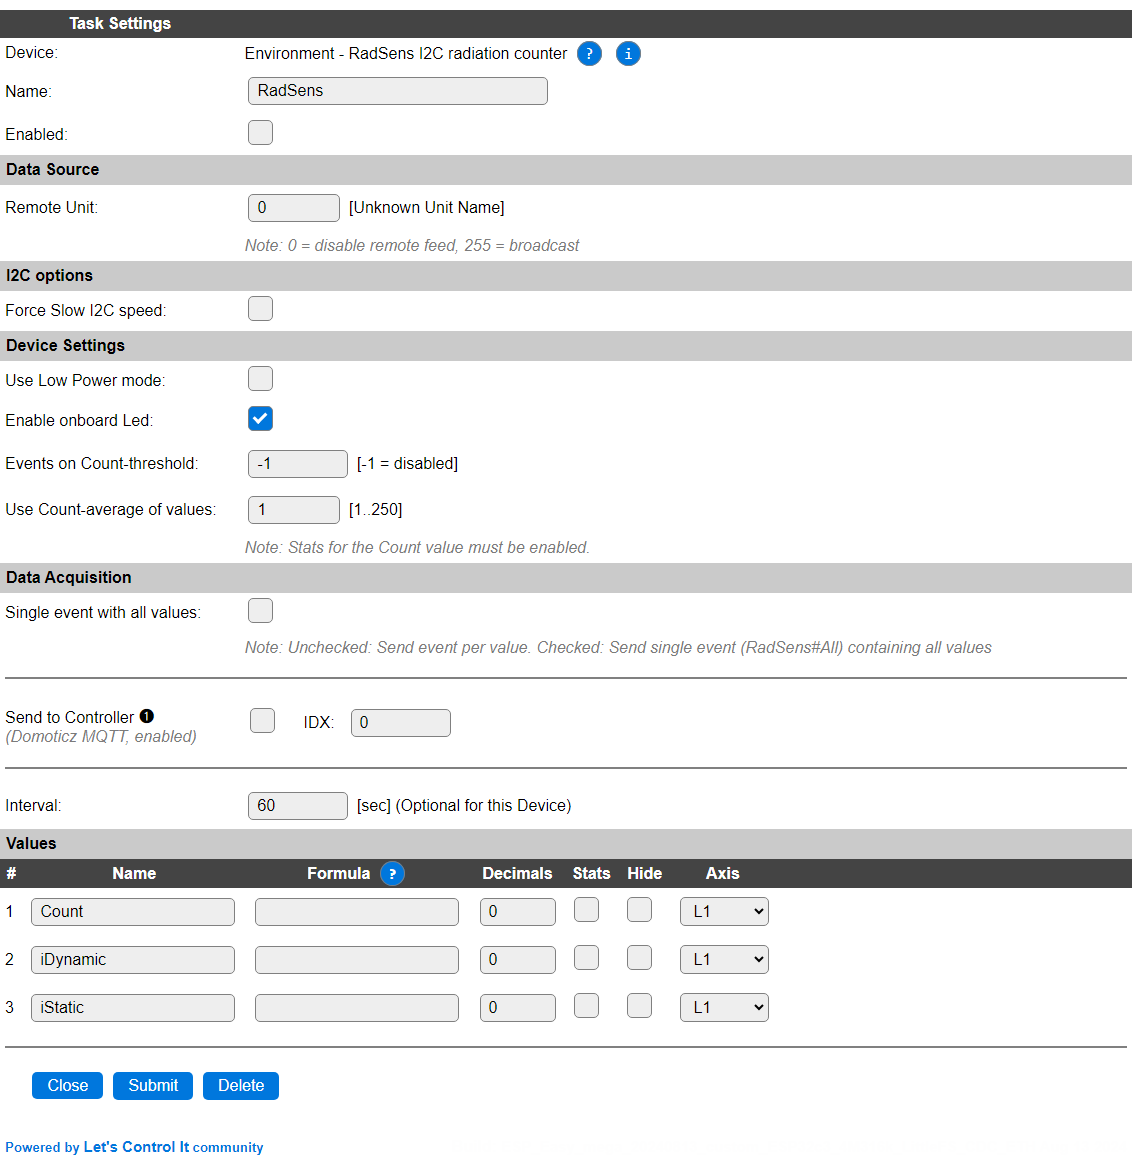 Task Settings
Device: Environment - RadSens I2C radiation counter ? i
Name: RadSens
Enabled:
Data Source
Remote Unit: 0 [Unknown Unit Name]
Note: 0 = disable remote feed, 255 = broadcast
I2C options
Force Slow I2C speed:
Device Settings
Use Low Power mode:
Enable onboard Led:
Events on Count-threshold: -1 [-1 = disabled]
Use Count-average of values: 1 [1..250]
Note: Stats for the Count value must be enabled.
Data Acquisition
Single event with all values:
Note: Unchecked: Send event per value. Checked: Send single event (RadSens#All) containing all values
Send to Controller ❶ IDX: 0
(Domoticz MQTT, enabled)
Interval: 60 [sec] (Optional for this Device)
Values
# Name Formula ? Decimals Stats Hide Axis
1 Count 0 L1
2 iDynamic 0 L1
3 iStatic 0 L1
Close Submit Delete
Powered by Let's Control It community